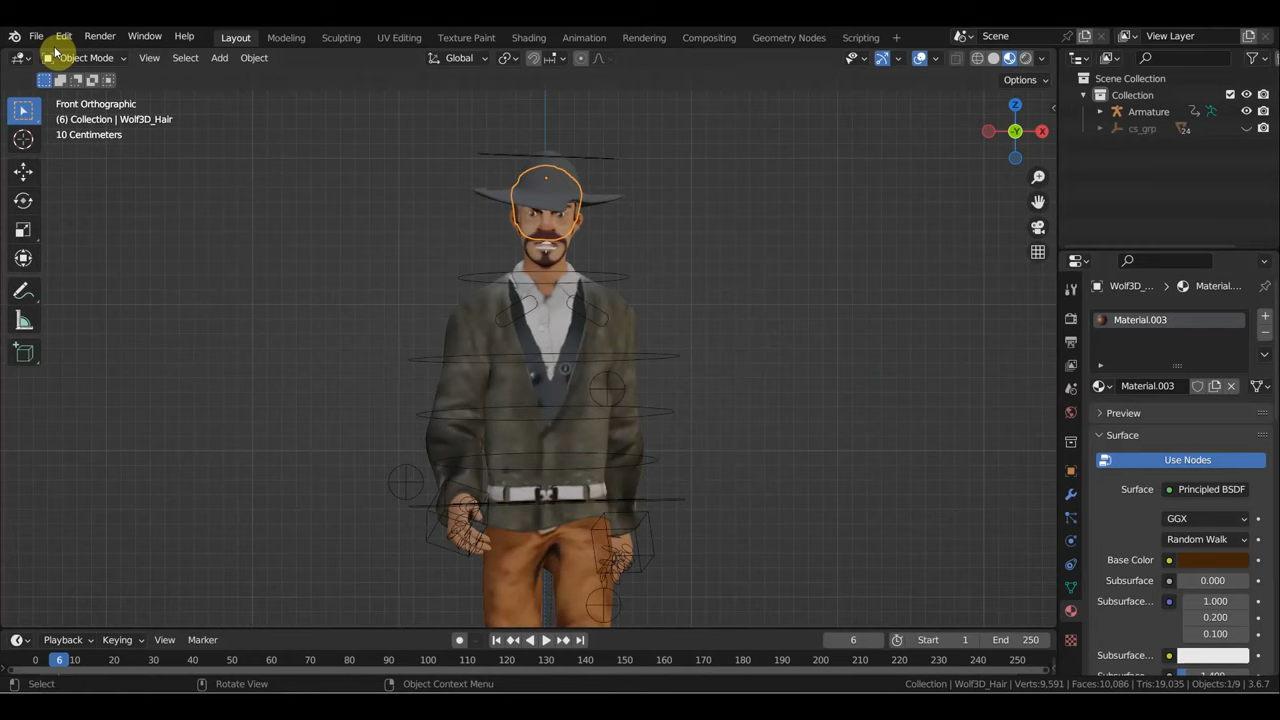 File Edit Render Window Help Layout Modeling Sculpting UV Editing Texture Paint Shading Animation Rendering Compositing Geometry Nodes Scripting + Scene View Layer
Object Mode View Select Add Object Global
Options
Front Orthographic
(6) Collection | Wolf3D_Hair
10 Centimeters
Z
X
-Y
Scene Collection
Collection
Armature
cs_grp 24
Wolf3D_... Material....
Material.003
Material.003
Preview
Surface
Use Nodes
Surface Principled BSDF
GGX
Random Walk
Base Color
Subsurface 0.000
Subsurface... 1.000
0.200
0.100
Subsurface...
Playback Keying View Marker 6 Start 1 End 250
0 6 10 20 30 40 50 60 70 80 90 100 110 120 130 140 150 160 170 180 190 200 210 220 230 240 250
Select Rotate View Object Context Menu Collection | Wolf3D_Hair | Verts:9,591 | Faces:10,086 | Tris:19,035 | Objects:1/9 | 3.6.7